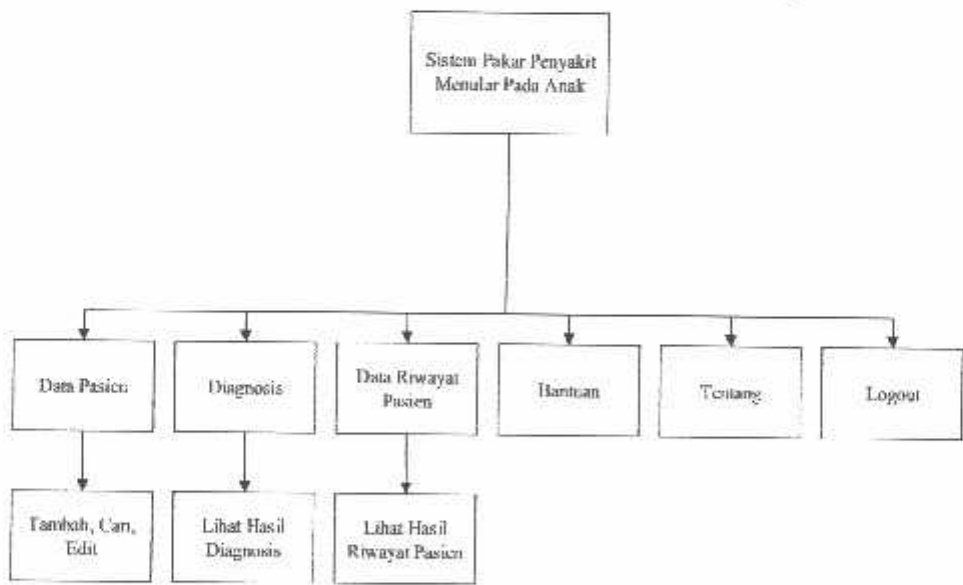 Sistem Pakar Penyakit
Menular Pada Anak
Data Pasien
Diagnosis
Data Riwayat
Pasien
Bantuan
Tentang
Logout
Tambah, Cari,
Edit
Lihat Hasil
Diagnosis
Lihat Hasil
Riwayat Pasien